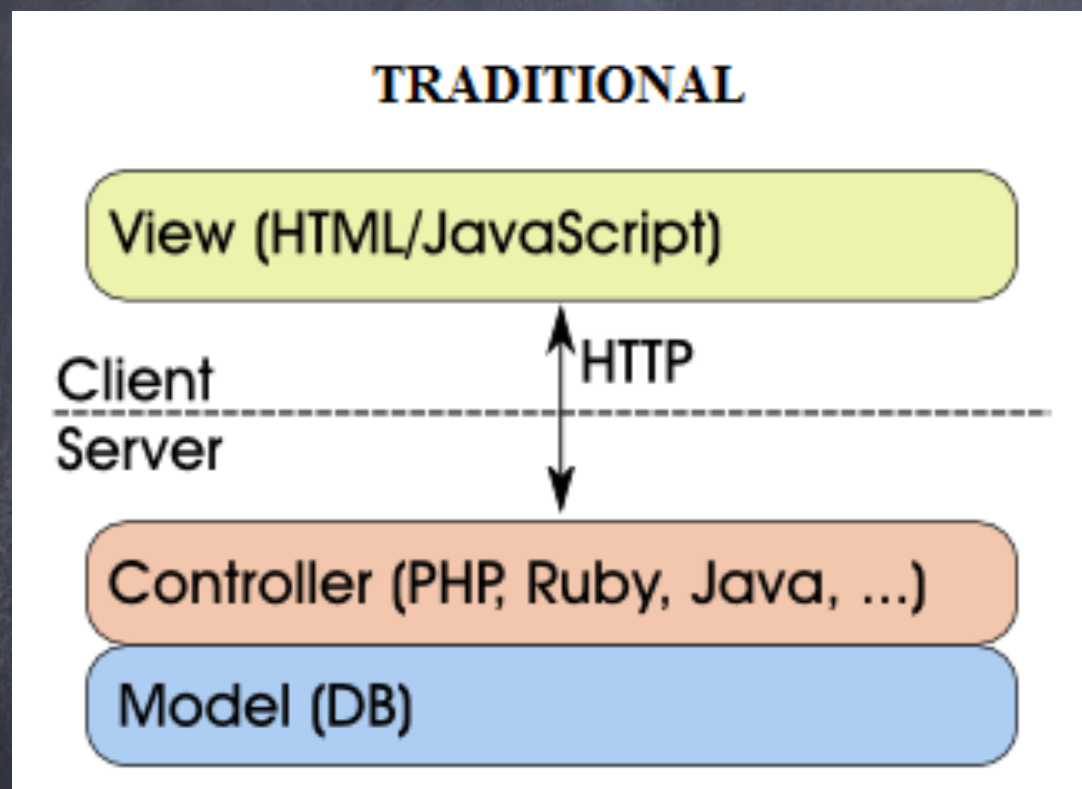 TRADITIONAL
View (HTML/JavaScript)
HTTP
Client
Server
Controller (PHP, Ruby, Java, ...)
Model (DB)